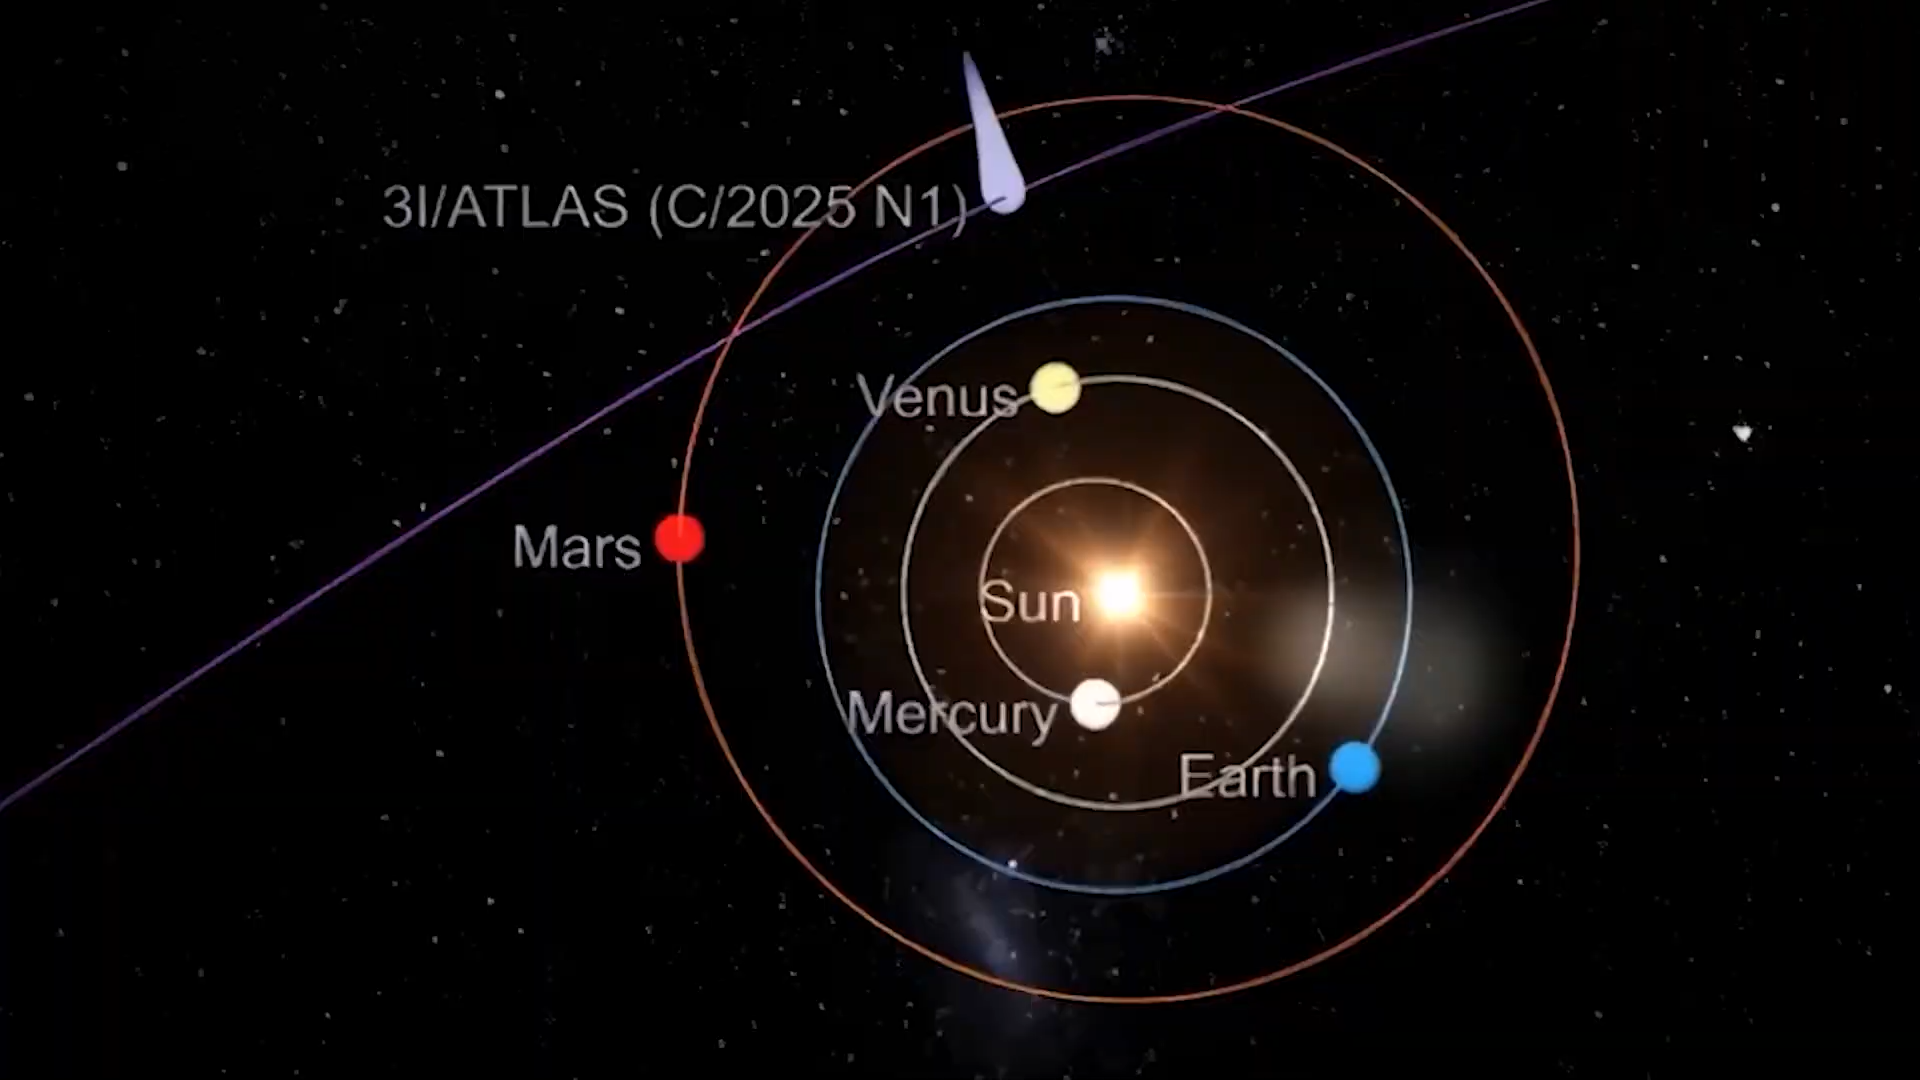 3I/ATLAS (C/2025 N1)
Venus
Mars
Sun
Mercury
Earth